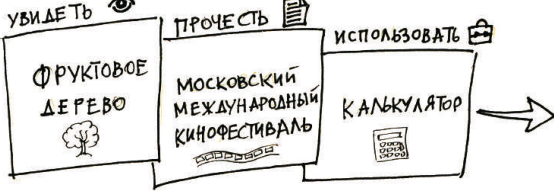 УВИДЕТЬ
ПРОЧЕСТЬ
ИСПОЛЬЗОВАТЬ
ФРУКТОВОЕ
ДЕРЕВО
МОСКОВСКИЙ
МЕЖДУНАРОДНЫЙ
КИНОФЕСТИВАЛЬ
КАЛЬКУЛЯТОР